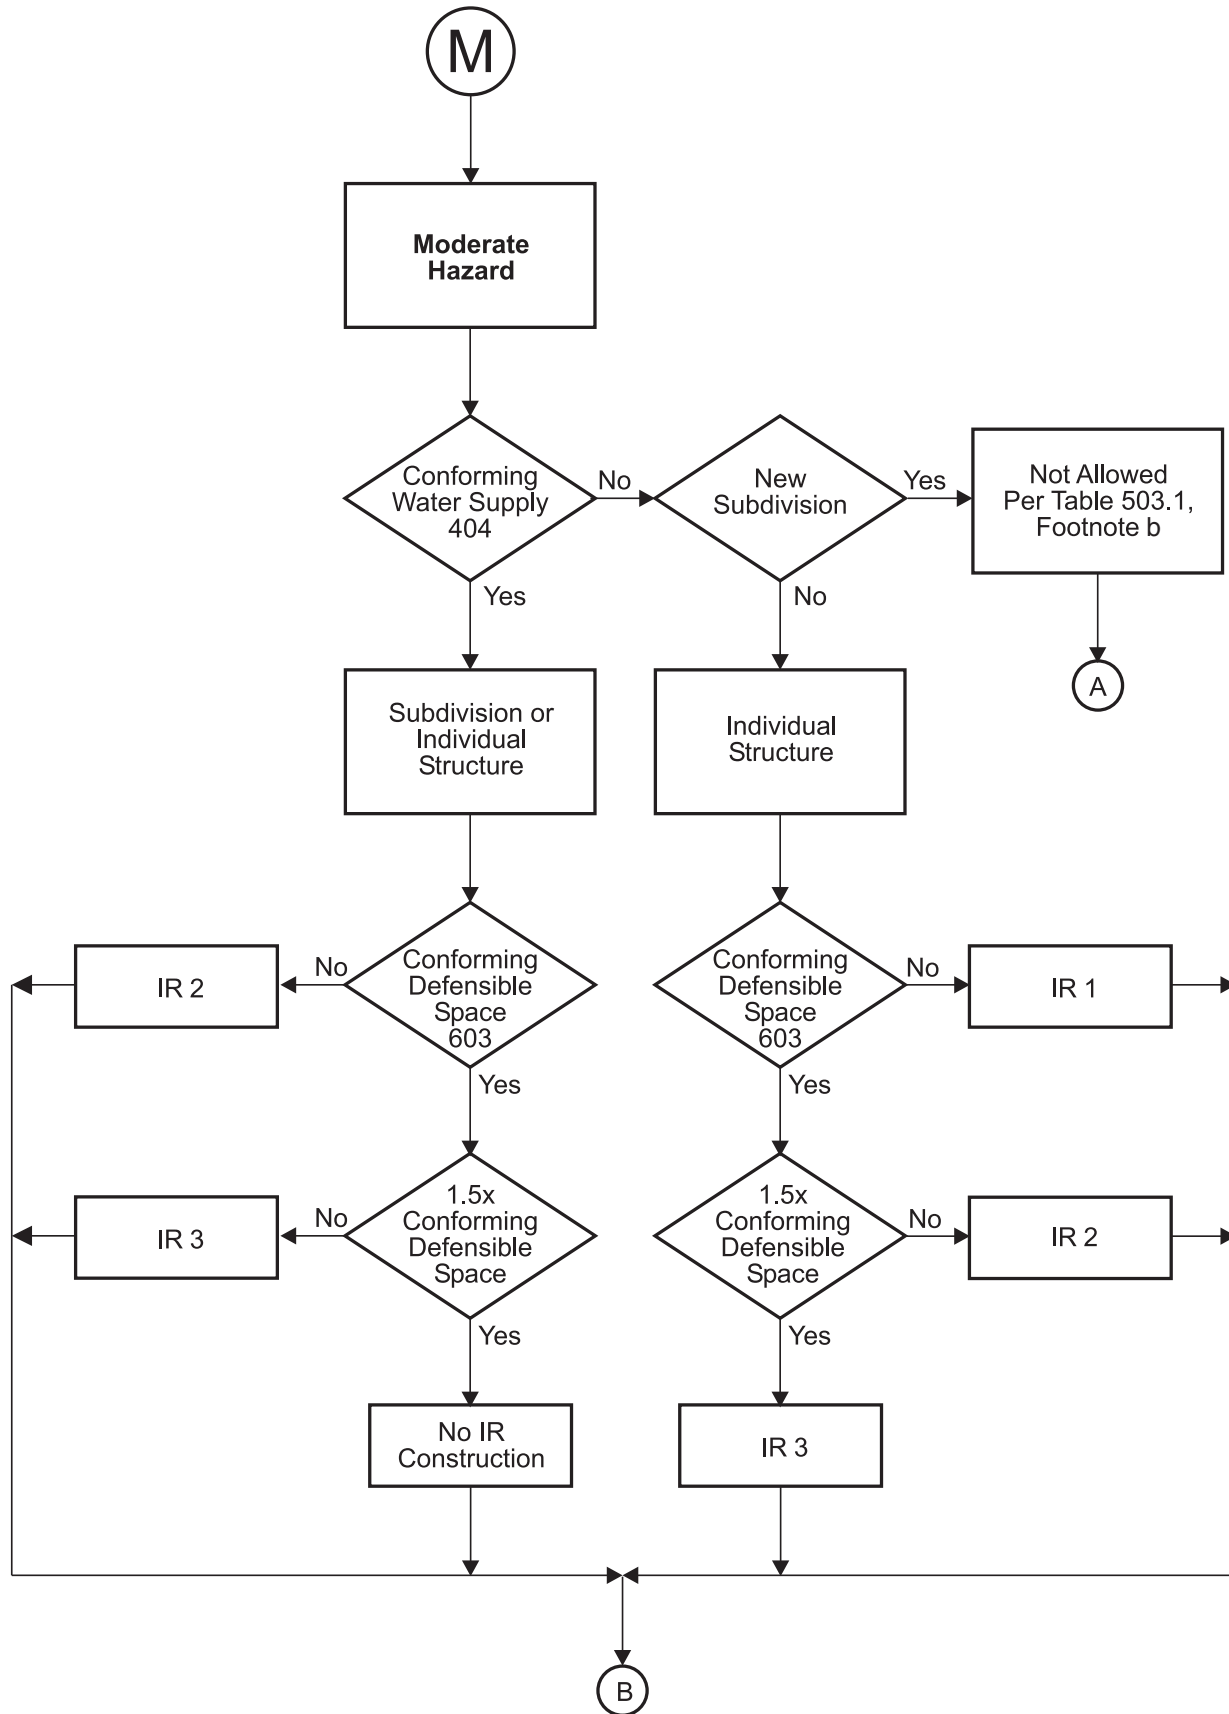 M
Moderate
Hazard
Conforming
Water Supply
404
No
New
Subdivision
Yes
Not Allowed
Per Table 503.1,
Footnote b
Yes
No
A
Subdivision or
Individual
Structure
Individual
Structure
IR 2
No
Conforming
Defensible
Space
603
Conforming
Defensible
Space
603
No
IR 1
Yes
Yes
IR 3
No
1.5x
Conforming
Defensible
Space
1.5x
Conforming
Defensible
Space
No
IR 2
Yes
Yes
No IR
Construction
IR 3
B